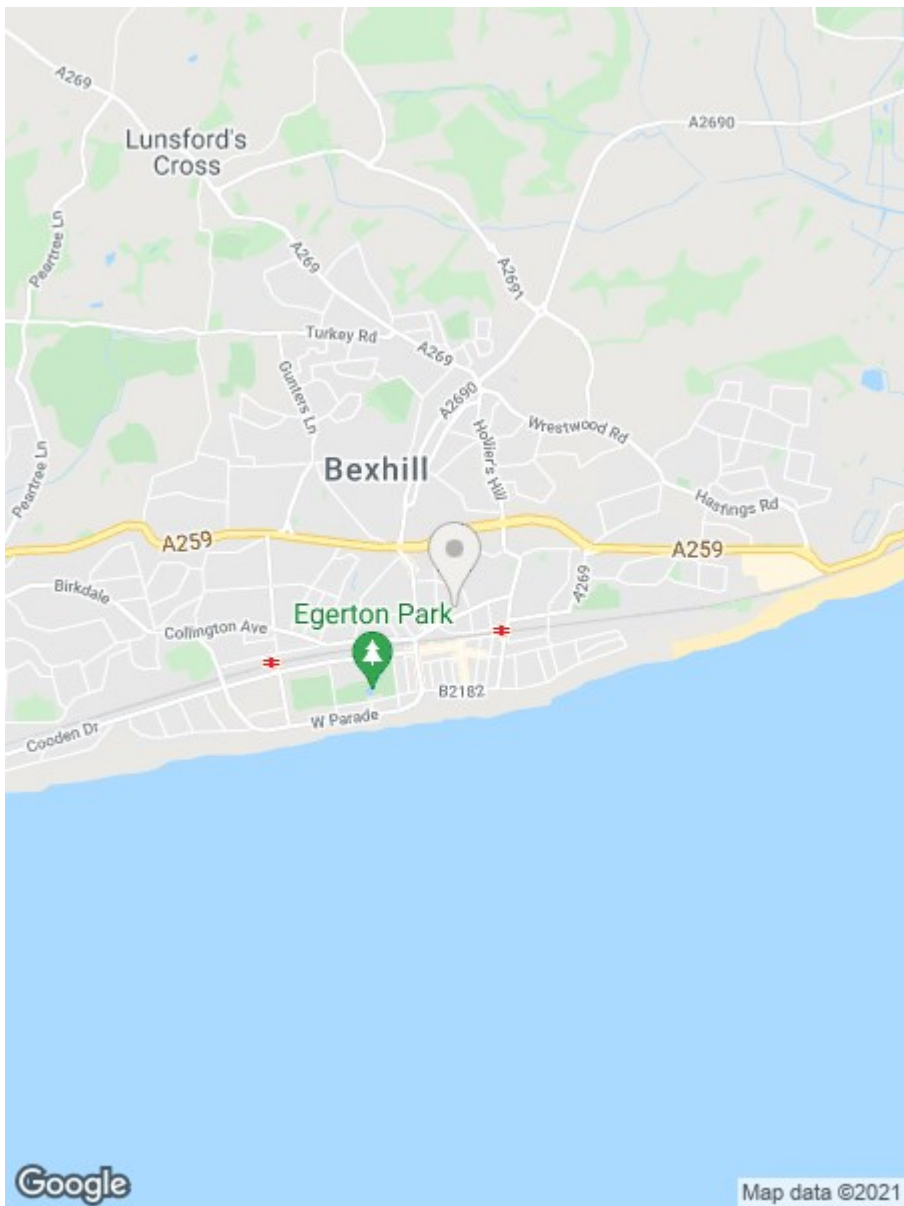 A269
A2690
Lunsford's
Cross
Peartree Ln
A269
A2691
Turkey Rd
A269
Gunters Ln
A2690
Hollier's Hill
Wrestwood Rd
Bexhill
Peartree Ln
Hastings Rd
A259
A259
A269
Birkdale
Egerton Park
Collington Ave
B2182
W Parade
Cooden Dr
Google
Map data ©2021